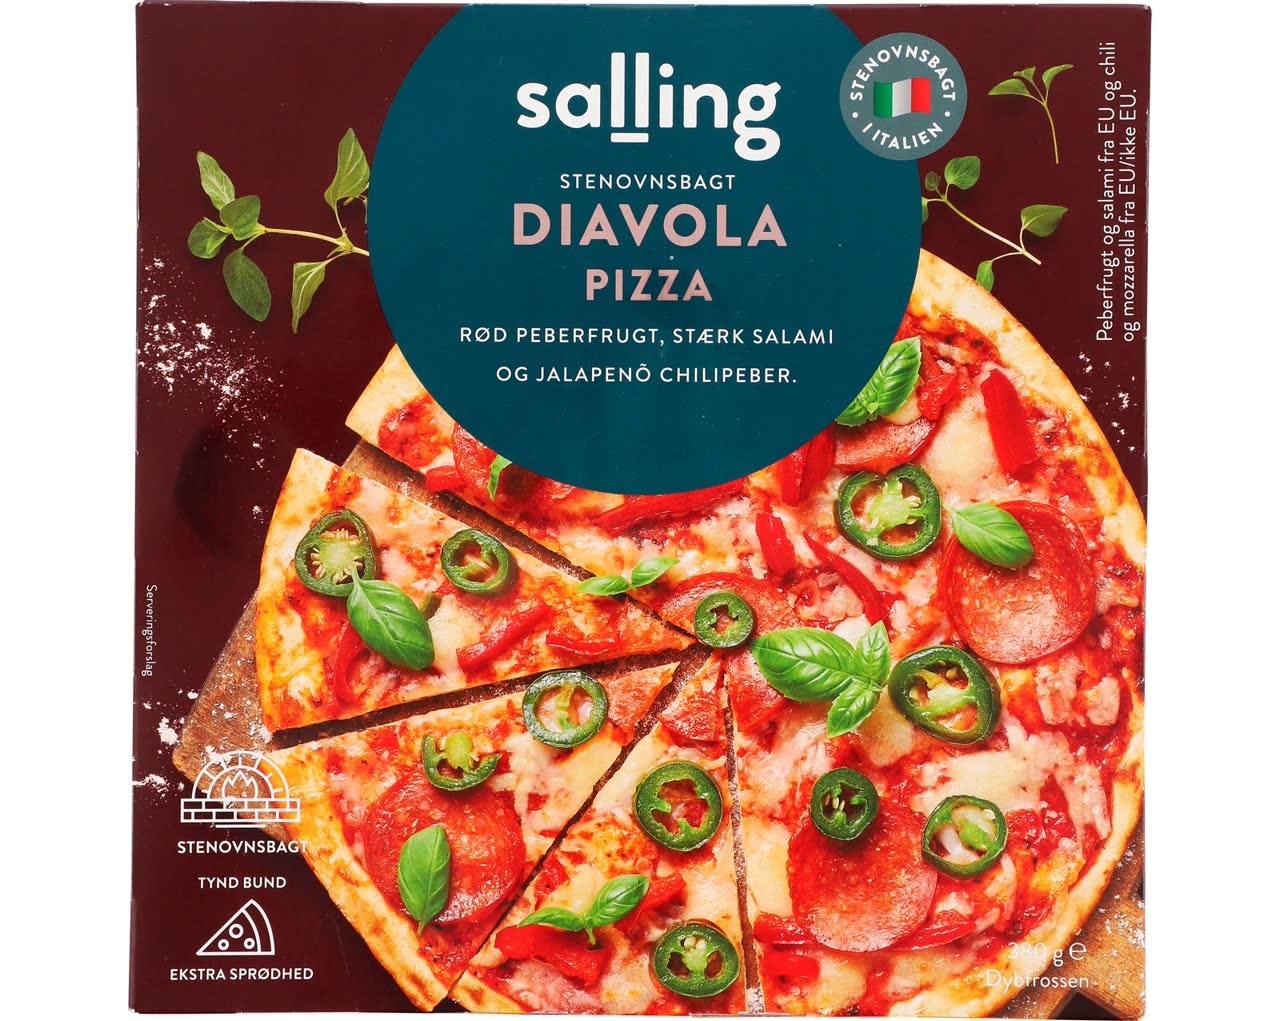 salling
STENOVNSBAGT
DIAVOLA
PIZZA
RØD PEBERFRUGT, STÆRK SALAMI
OG JALAPENÕ CHILIPEBER.
STENOVNSBAGT
• I ITALIEN •
Peberfrugt og salami fra EU og chili
og mozzarella fra EU/ikke EU.
Serveringsforslag
STENOVNSBAGT
TYND BUND
EKSTRA SPRØDHED
380 g e
Dybfrossen